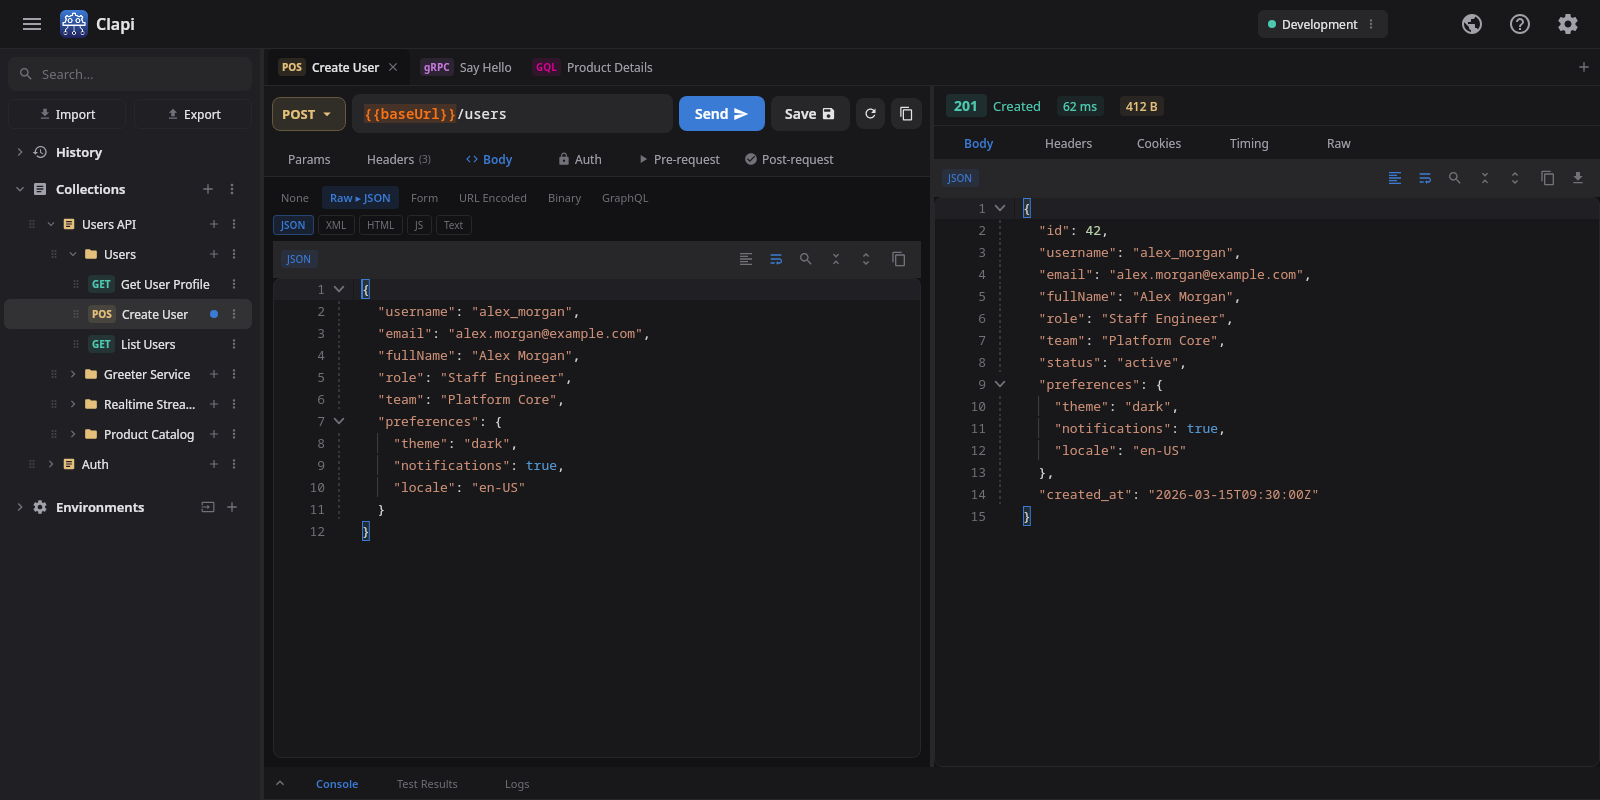 Clapi
Development
Search...
Import
Export
History
Collections
Users API
Users
GET Get User Profile
POS Create User
GET List Users
Greeter Service
Realtime Strea...
Product Catalog
Auth
Environments
POS Create User
gRPC Say Hello
GQL Product Details
POST
{{baseUrl}}/users
Send
Save
Params
Headers (3)
Body
Auth
Pre-request
Post-request
None
Raw ▸ JSON
Form
URL Encoded
Binary
GraphQL
JSON
XML
HTML
JS
Text
JSON
1 {
2 "username": "alex_morgan",
3 "email": "alex.morgan@example.com",
4 "fullName": "Alex Morgan",
5 "role": "Staff Engineer",
6 "team": "Platform Core",
7 "preferences": {
8 "theme": "dark",
9 "notifications": true,
10 "locale": "en-US"
11 }
12 }
201 Created
62 ms
412 B
Body
Headers
Cookies
Timing
Raw
JSON
1 {
2 "id": 42,
3 "username": "alex_morgan",
4 "email": "alex.morgan@example.com",
5 "fullName": "Alex Morgan",
6 "role": "Staff Engineer",
7 "team": "Platform Core",
8 "status": "active",
9 "preferences": {
10 "theme": "dark",
11 "notifications": true,
12 "locale": "en-US"
13 },
14 "created_at": "2026-03-15T09:30:00Z"
15 }
Console
Test Results
Logs